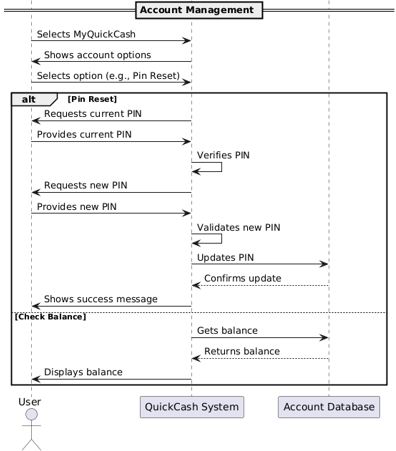 Account Management
Selects MyQuickCash
Shows account options
Selects option (e.g., Pin Reset)
alt [Pin Reset]
Requests current PIN
Provides current PIN
Verifies PIN
Requests new PIN
Provides new PIN
Validates new PIN
Updates PIN
Confirms update
Shows success message
[Check Balance]
Gets balance
Returns balance
Displays balance
User
QuickCash System
Account Database